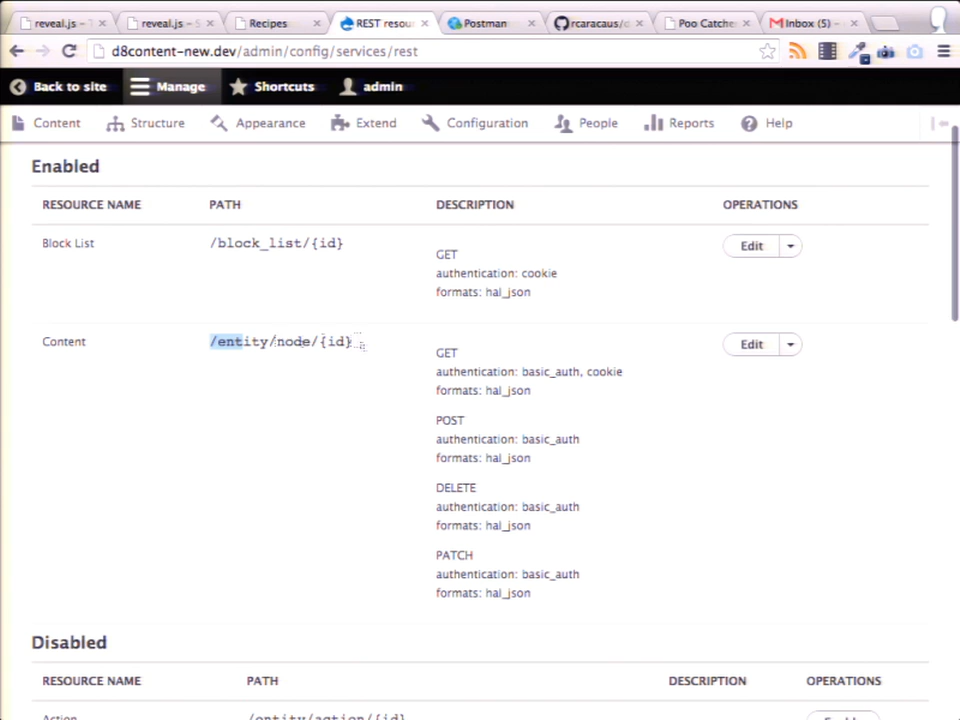 reveal.js - T
reveal.js - S
Recipes
REST resou
Postman
rcaracaus/c
Poo Catche
Inbox (5) -
d8content-new.dev/admin/config/services/rest
Back to site Manage Shortcuts admin
Content Structure Appearance Extend Configuration People Reports Help
Enabled
RESOURCE NAME PATH DESCRIPTION OPERATIONS
Block List /block_list/{id} GET Edit
authentication: cookie
formats: hal_json
Content /entity/node/{id} GET Edit
authentication: basic_auth, cookie
formats: hal_json
POST
authentication: basic_auth
formats: hal_json
DELETE
authentication: basic_auth
formats: hal_json
PATCH
authentication: basic_auth
formats: hal_json
Disabled
RESOURCE NAME PATH DESCRIPTION OPERATIONS
Action /entity/action/{id}